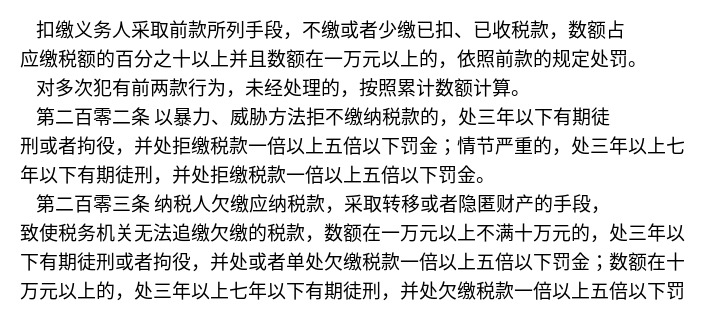 扣缴义务人采取前款所列手段，不缴或者少缴已扣、已收税款，数额占
应缴税额的百分之十以上并且数额在一万元以上的，依照前款的规定处罚。
对多次犯有前两款行为，未经处理的，按照累计数额计算。
第二百零二条 以暴力、威胁方法拒不缴纳税款的，处三年以下有期徒
刑或者拘役，并处拒缴税款一倍以上五倍以下罚金；情节严重的，处三年以上七
年以下有期徒刑，并处拒缴税款一倍以上五倍以下罚金。
第二百零三条 纳税人欠缴应纳税款，采取转移或者隐匿财产的手段，
致使税务机关无法追缴欠缴的税款，数额在一万元以上不满十万元的，处三年以
下有期徒刑或者拘役，并处或者单处欠缴税款一倍以上五倍以下罚金；数额在十
万元以上的，处三年以上七年以下有期徒刑，并处欠缴税款一倍以上五倍以下罚